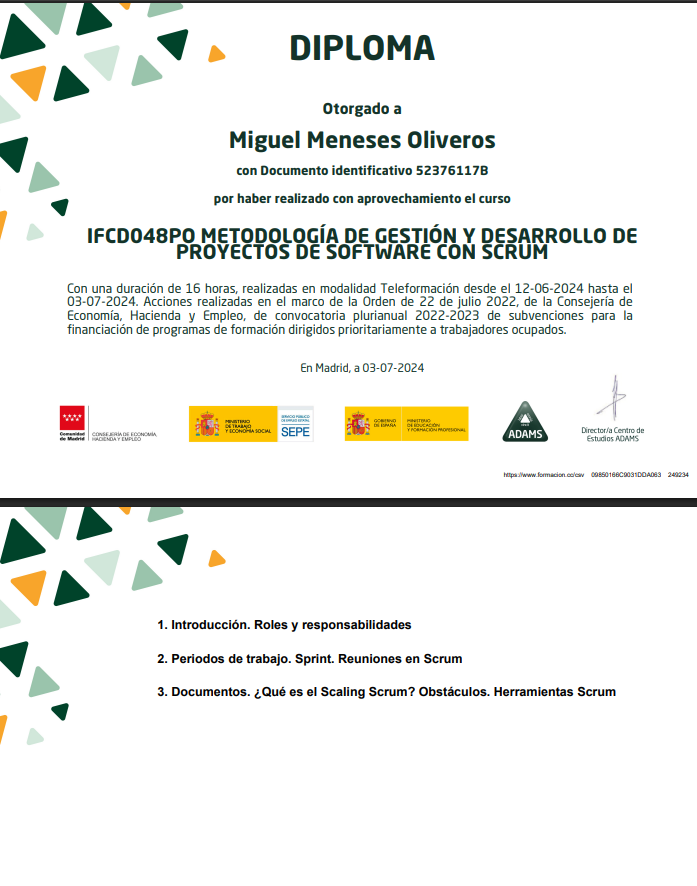 DIPLOMA
Otorgado a
Miguel Meneses Oliveros
con Documento identificativo 52376117B
por haber realizado con aprovechamiento el curso
IFCD048PO METODOLOGÍA DE GESTIÓN Y DESARROLLO DE
PROYECTOS DE SOFTWARE CON SCRUM
Con una duración de 16 horas, realizadas en modalidad Teleformación desde el 12-06-2024 hasta el
03-07-2024. Acciones realizadas en el marco de la Orden de 22 de julio 2022, de la Consejería de
Economía, Hacienda y Empleo, de convocatoria plurianual 2022-2023 de subvenciones para la
financiación de programas de formación dirigidos prioritariamente a trabajadores ocupados.
En Madrid, a 03-07-2024
Comunidad
de Madrid
CONSEJERÍA DE ECONOMÍA,
HACIENDA Y EMPLEO
MINISTERIO
DE TRABAJO
Y ECONOMÍA SOCIAL
SERVICIO PÚBLICO
DE EMPLEO ESTATAL
SEPE
GOBIERNO
DE ESPAÑA
MINISTERIO
DE EDUCACIÓN
Y FORMACIÓN PROFESIONAL
ADAMS
Director/a Centro de
Estudios ADAMS
https://www.formacion.cc/csv 09850166C9031DDA063 249234
1. Introducción. Roles y responsabilidades
2. Periodos de trabajo. Sprint. Reuniones en Scrum
3. Documentos. ¿Qué es el Scaling Scrum? Obstáculos. Herramientas Scrum